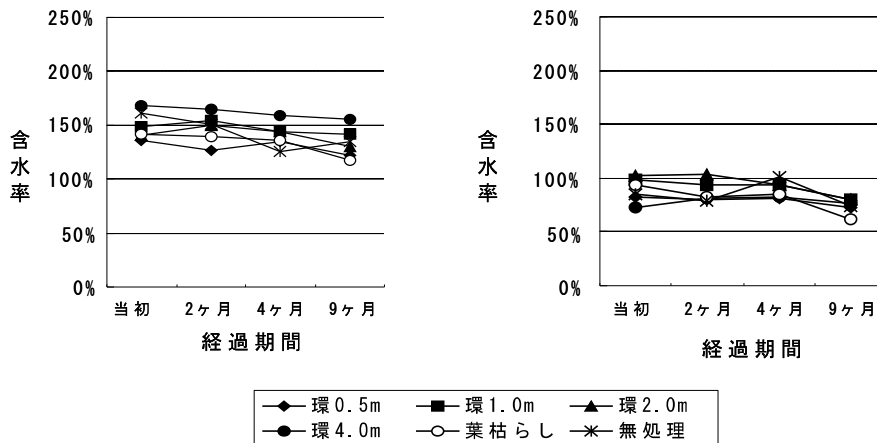 250%
200%
150%
100%
50%
0%
含水率
当初 2ヶ月 4ヶ月 9ヶ月
経過期間
250%
200%
150%
100%
50%
0%
含水率
当初 2ヶ月 4ヶ月 9ヶ月
経過期間
環0.5m 環1.0m 環2.0m
環4.0m 葉枯らし 無処理